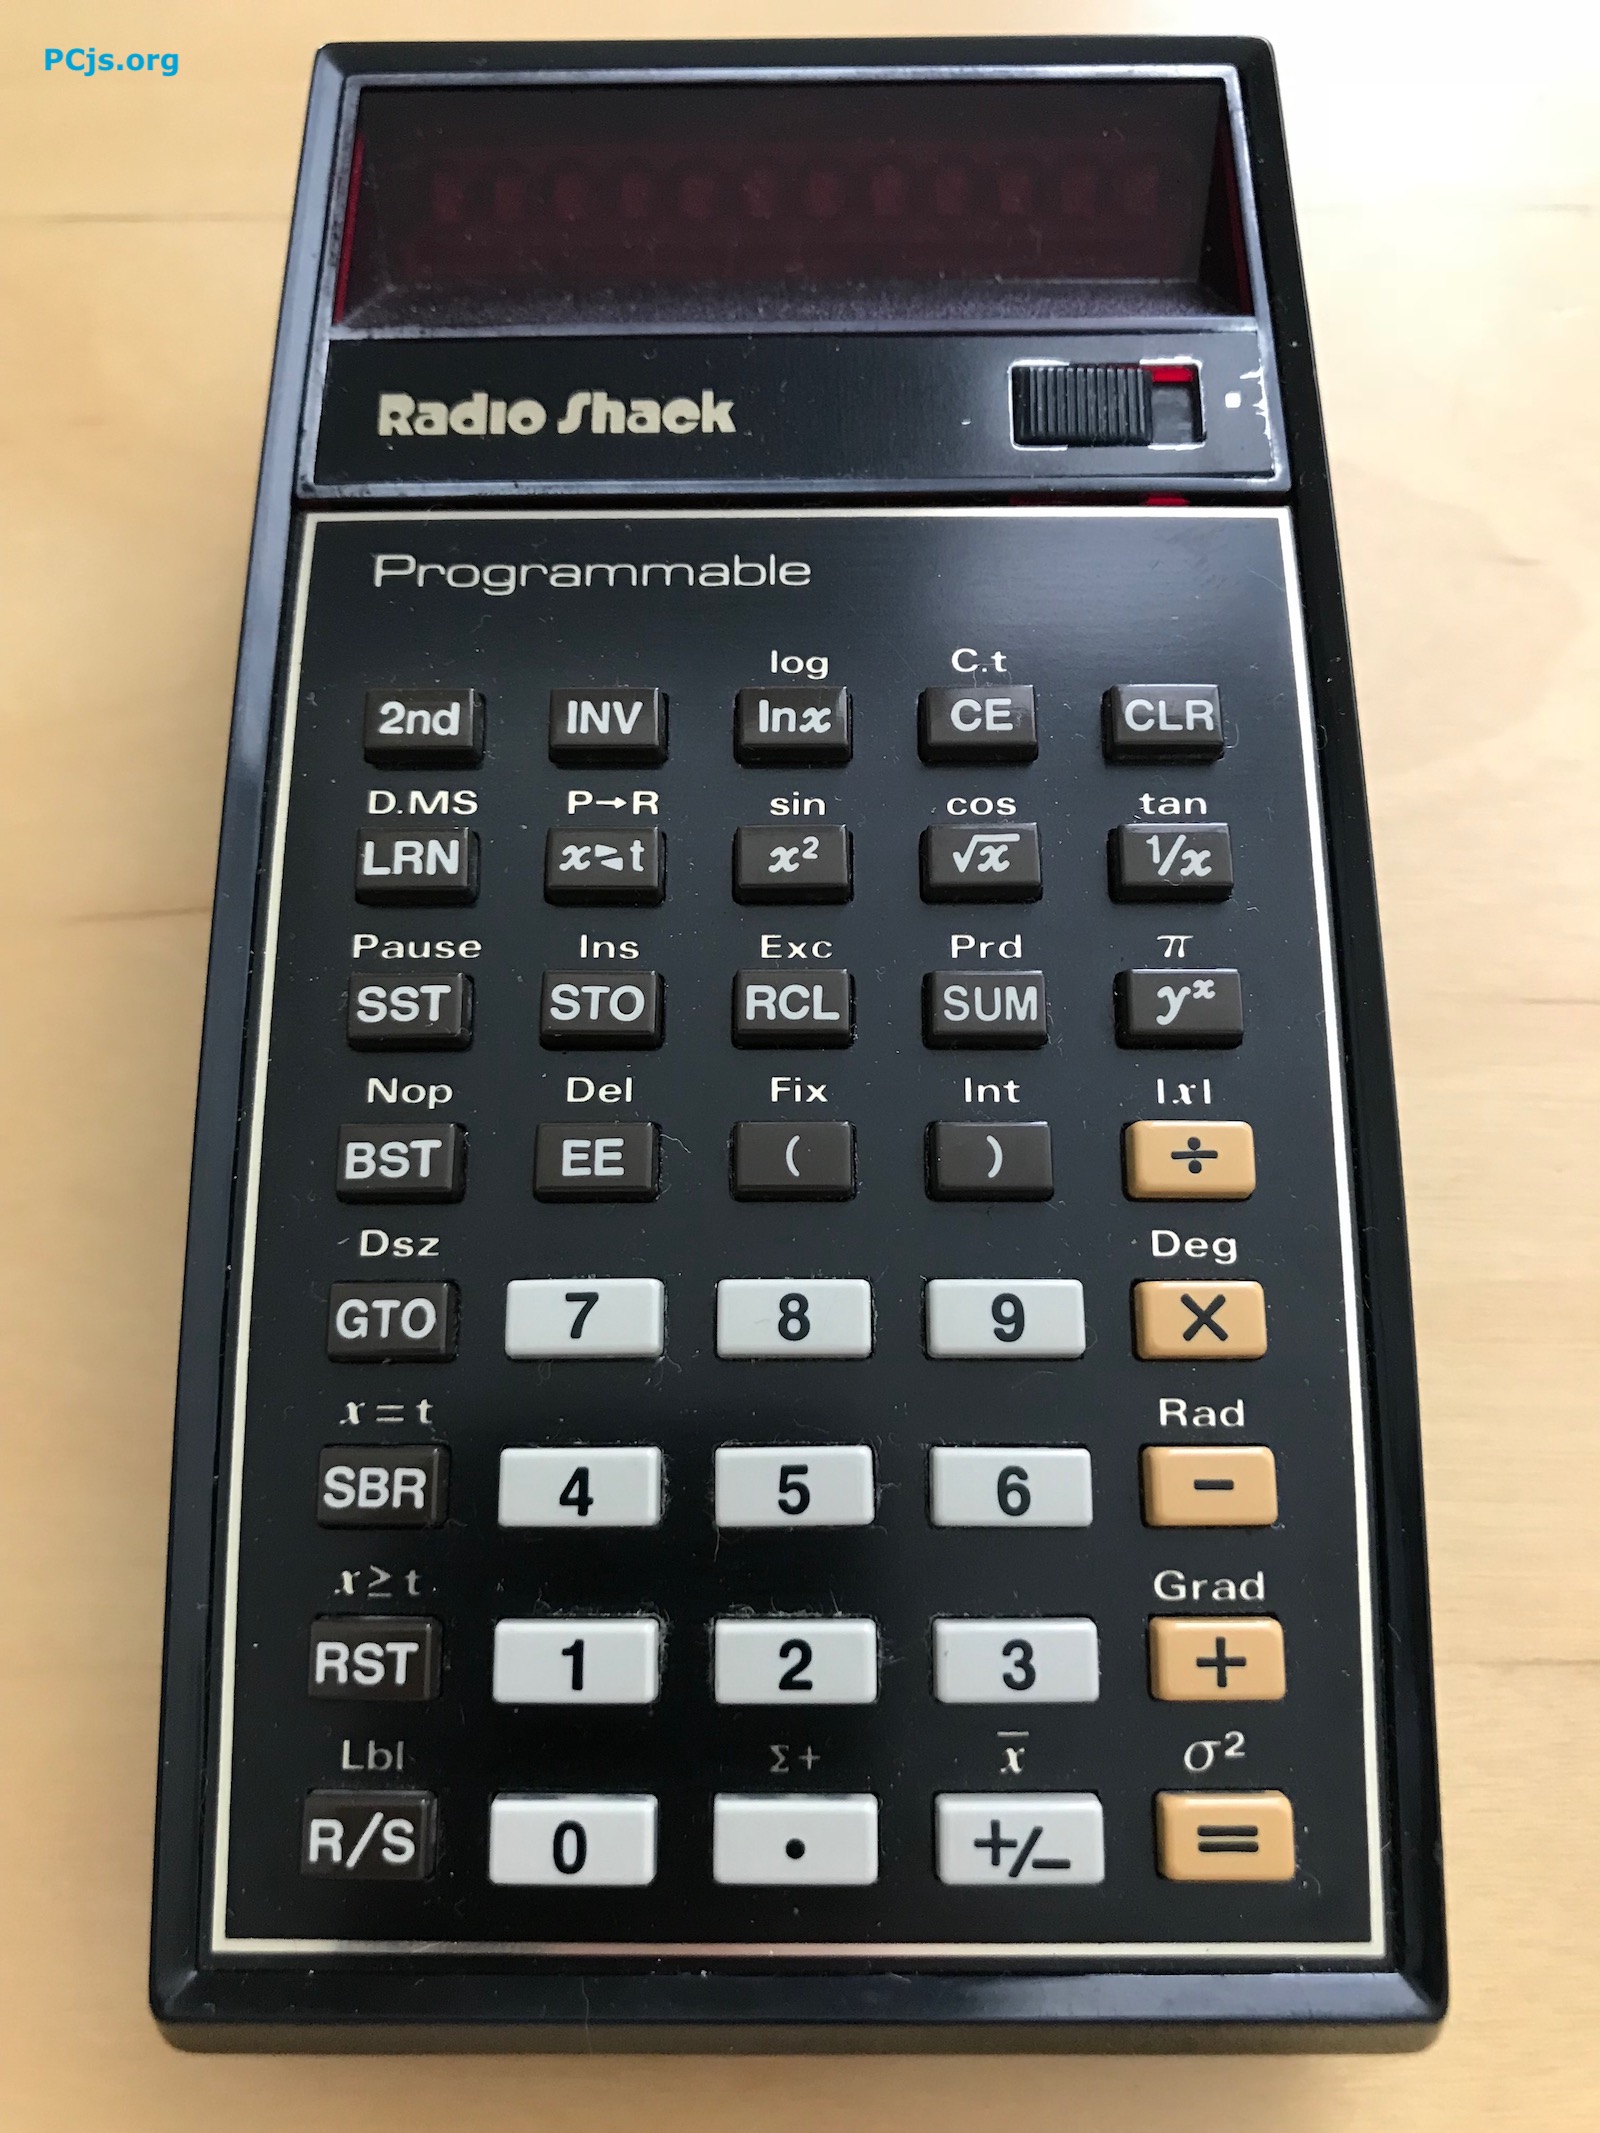 PCjs.org
Radio Shack
Programmable
log C.t
2nd INV lnx CE CLR
D.MS P→R sin cos tan
LRN x⇄t x² √x 1/x
Pause Ins Exc Prd π
SST STO RCL SUM yˣ
Nop Del Fix Int |x|
BST EE ( ) ÷
Dsz Deg
GTO 7 8 9 ×
x=t Rad
SBR 4 5 6 −
x≥t Grad
RST 1 2 3 +
Lbl Σ+ x̄ σ²
R/S 0 . +/− =